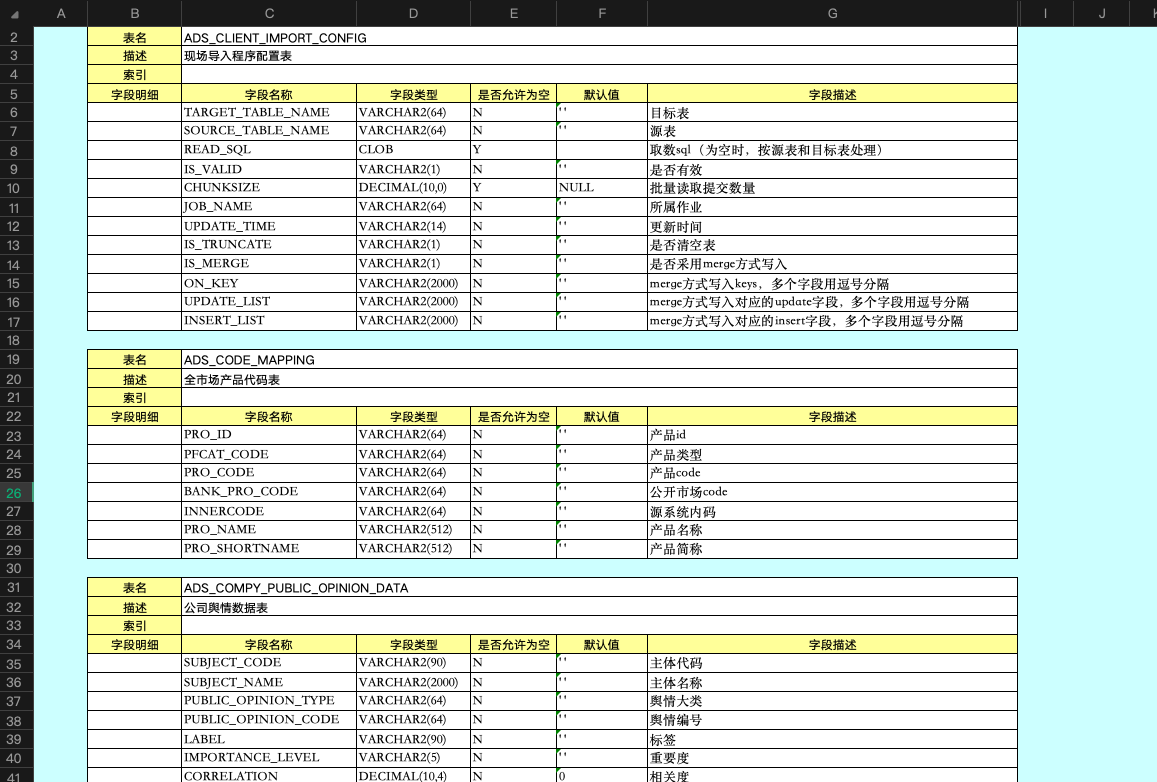 A B C D E F G I J K
2 表名 ADS_CLIENT_IMPORT_CONFIG
3 描述 现场导入程序配置表
4 索引
5 字段明细 字段名称 字段类型 是否允许为空 默认值 字段描述
6 TARGET_TABLE_NAME VARCHAR2(64) N '' 目标表
7 SOURCE_TABLE_NAME VARCHAR2(64) N '' 源表
8 READ_SQL CLOB Y 取数sql（为空时，按源表和目标表处理）
9 IS_VALID VARCHAR2(1) N '' 是否有效
10 CHUNKSIZE DECIMAL(10,0) Y NULL 批量读取提交数量
11 JOB_NAME VARCHAR2(64) N '' 所属作业
12 UPDATE_TIME VARCHAR2(14) N '' 更新时间
13 IS_TRUNCATE VARCHAR2(1) N '' 是否清空表
14 IS_MERGE VARCHAR2(1) N '' 是否采用merge方式写入
15 ON_KEY VARCHAR2(2000) N '' merge方式写入keys，多个字段用逗号分隔
16 UPDATE_LIST VARCHAR2(2000) N '' merge方式写入对应的update字段，多个字段用逗号分隔
17 INSERT_LIST VARCHAR2(2000) N '' merge方式写入对应的insert字段，多个字段用逗号分隔
18
19 表名 ADS_CODE_MAPPING
20 描述 全市场产品代码表
21 索引
22 字段明细 字段名称 字段类型 是否允许为空 默认值 字段描述
23 PRO_ID VARCHAR2(64) N '' 产品id
24 PFCAT_CODE VARCHAR2(64) N '' 产品类型
25 PRO_CODE VARCHAR2(64) N '' 产品code
26 BANK_PRO_CODE VARCHAR2(64) N '' 公开市场code
27 INNERCODE VARCHAR2(64) N '' 源系统内码
28 PRO_NAME VARCHAR2(512) N '' 产品名称
29 PRO_SHORTNAME VARCHAR2(512) N '' 产品简称
30
31 表名 ADS_COMPY_PUBLIC_OPINION_DATA
32 描述 公司舆情数据表
33 索引
34 字段明细 字段名称 字段类型 是否允许为空 默认值 字段描述
35 SUBJECT_CODE VARCHAR2(90) N '' 主体代码
36 SUBJECT_NAME VARCHAR2(2000) N '' 主体名称
37 PUBLIC_OPINION_TYPE VARCHAR2(64) N '' 舆情大类
38 PUBLIC_OPINION_CODE VARCHAR2(64) N '' 舆情编号
39 LABEL VARCHAR2(90) N '' 标签
40 IMPORTANCE_LEVEL VARCHAR2(5) N '' 重要度
41 CORRELATION DECIMAL(10,4) N 0 相关度